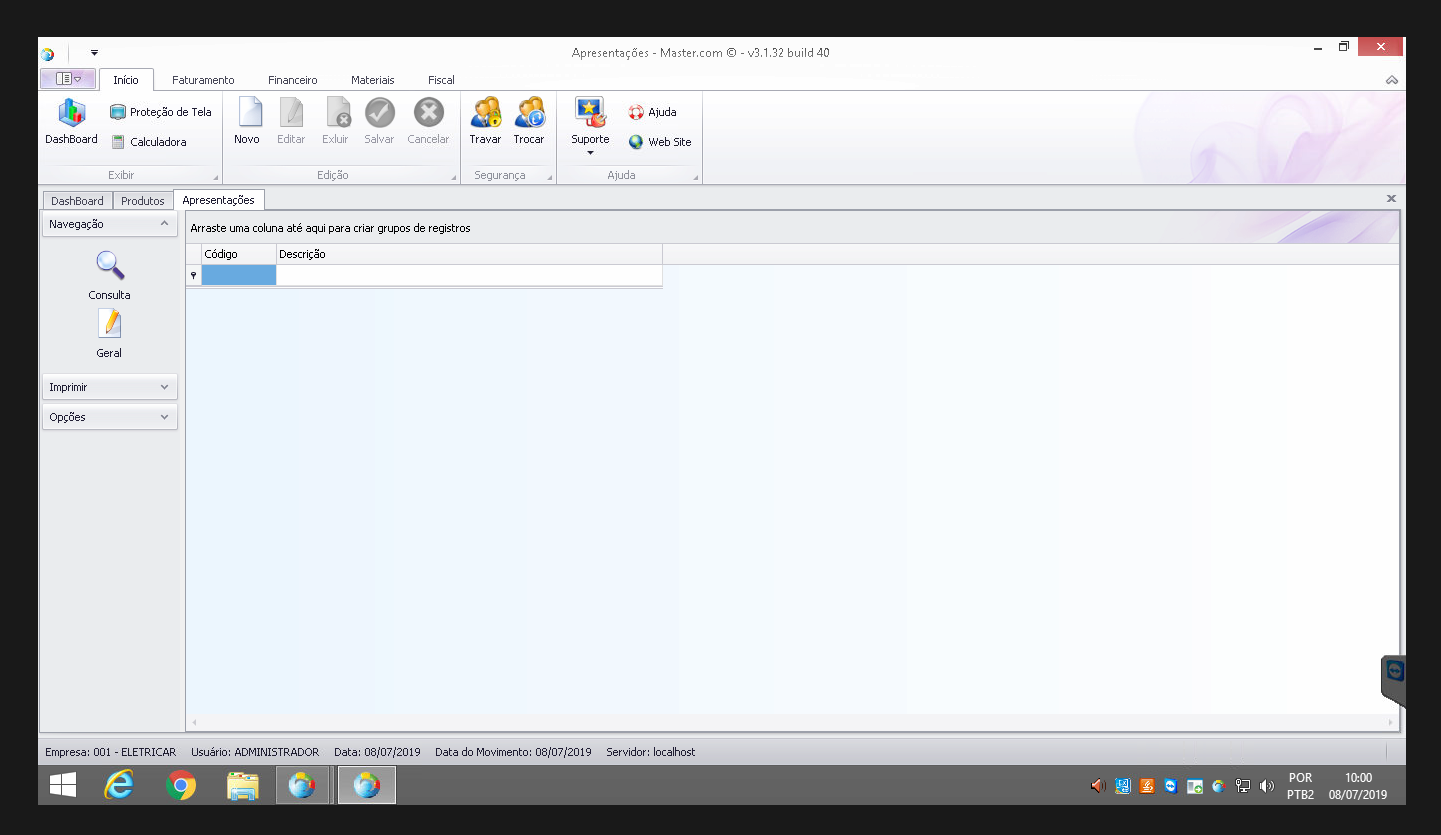 Apresentações - Master.com © - v3.1.32 build 40
Início Faturamento Financeiro Materiais Fiscal
DashBoard Proteção de Tela Calculadora Novo Editar Exluir Salvar Cancelar Travar Trocar Suporte Ajuda Web Site
Exibir Edição Segurança Ajuda
DashBoard Produtos Apresentações
Navegação
Consulta
Geral
Imprimir
Opções
Arraste uma coluna até aqui para criar grupos de registros
Código Descrição
Empresa: 001 - ELETRICAR Usuário: ADMINISTRADOR Data: 08/07/2019 Data do Movimento: 08/07/2019 Servidor: localhost
POR 10:00
PTB2 08/07/2019